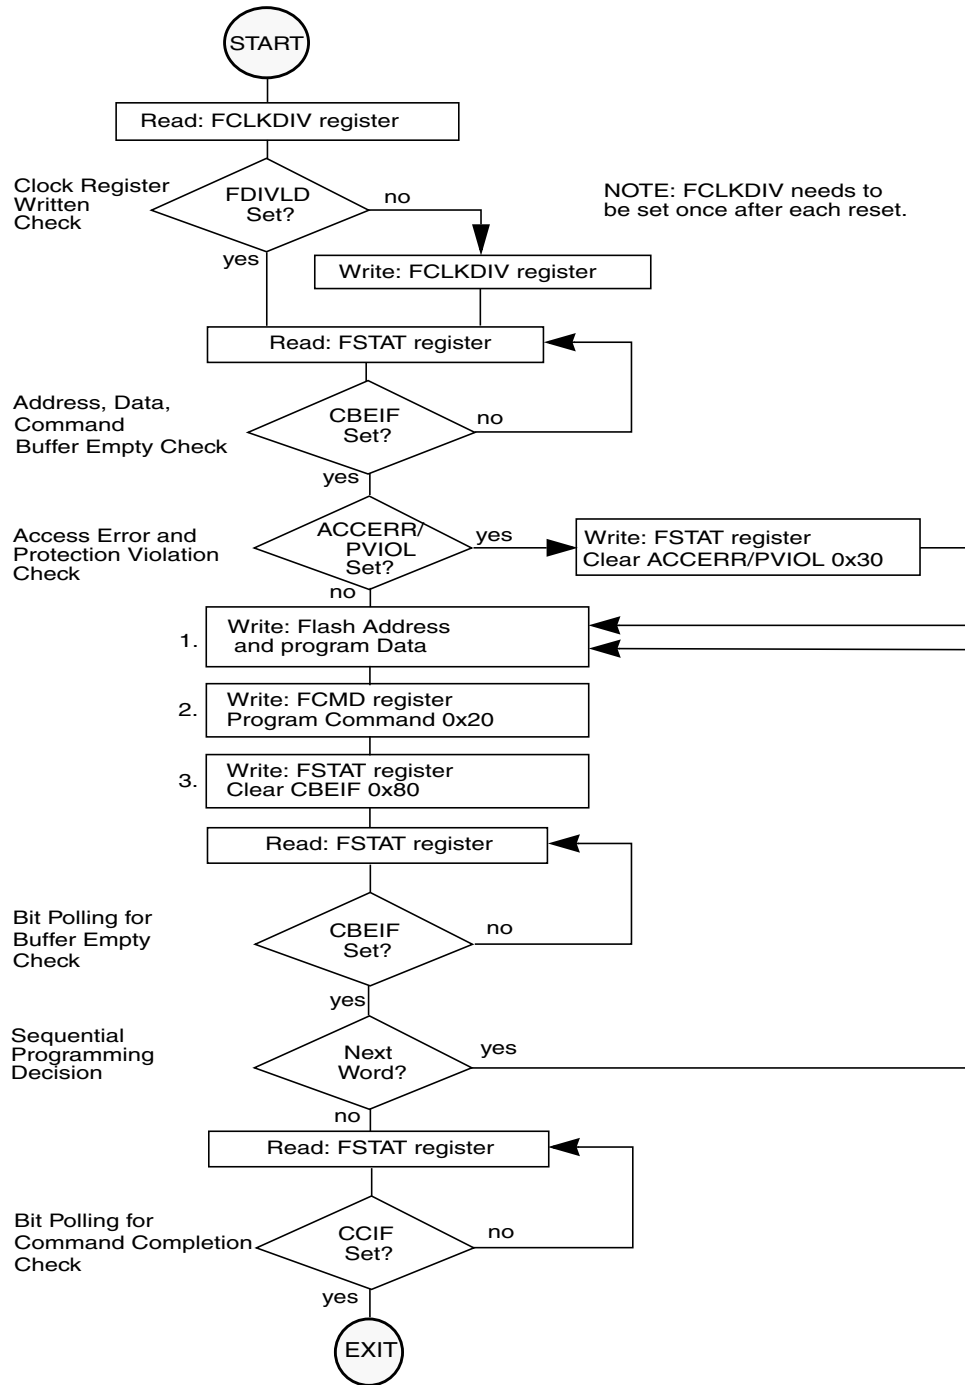 START
Read: FCLKDIV register
Clock Register
Written
Check
FDIVLD
Set?
no
yes
NOTE: FCLKDIV needs to
be set once after each reset.
Write: FCLKDIV register
Read: FSTAT register
Address, Data,
Command
Buffer Empty Check
CBEIF
Set?
no
yes
Access Error and
Protection Violation
Check
ACCERR/
PVIOL
Set?
yes
no
Write: FSTAT register
Clear ACCERR/PVIOL 0x30
1.
Write: Flash Address
and program Data
2.
Write: FCMD register
Program Command 0x20
3.
Write: FSTAT register
Clear CBEIF 0x80
Read: FSTAT register
Bit Polling for
Buffer Empty
Check
CBEIF
Set?
no
yes
Sequential
Programming
Decision
Next
Word?
yes
no
Read: FSTAT register
Bit Polling for
Command Completion
Check
CCIF
Set?
no
yes
EXIT